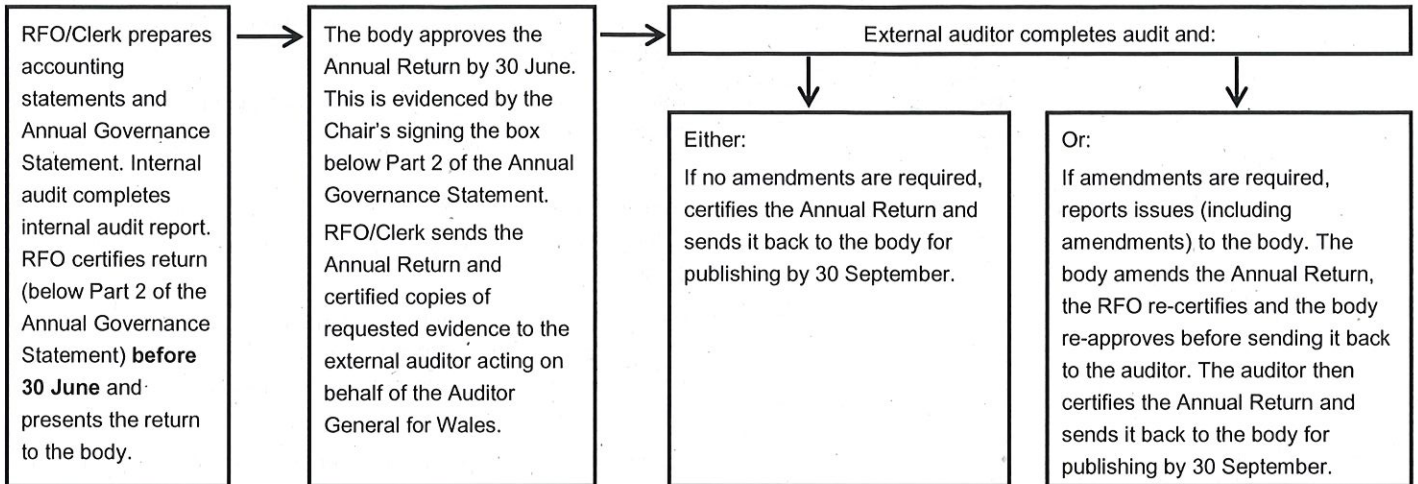 RFO/Clerk prepares
accounting
statements and
Annual Governance
Statement. Internal
audit completes
internal audit report.
RFO certifies return
(below Part 2 of the
Annual Governance
Statement) before
30 June and
presents the return
to the body.
The body approves the
Annual Return by 30 June.
This is evidenced by the
Chair's signing the box
below Part 2 of the Annual
Governance Statement.
RFO/Clerk sends the
Annual Return and
certified copies of
requested evidence to the
external auditor acting on
behalf of the Auditor
General for Wales.
External auditor completes audit and:
Either:
If no amendments are required,
certifies the Annual Return and
sends it back to the body for
publishing by 30 September.
Or:
If amendments are required,
reports issues (including
amendments) to the body. The
body amends the Annual Return,
the RFO re-certifies and the body
re-approves before sending it back
to the auditor. The auditor then
certifies the Annual Return and
sends it back to the body for
publishing by 30 September.